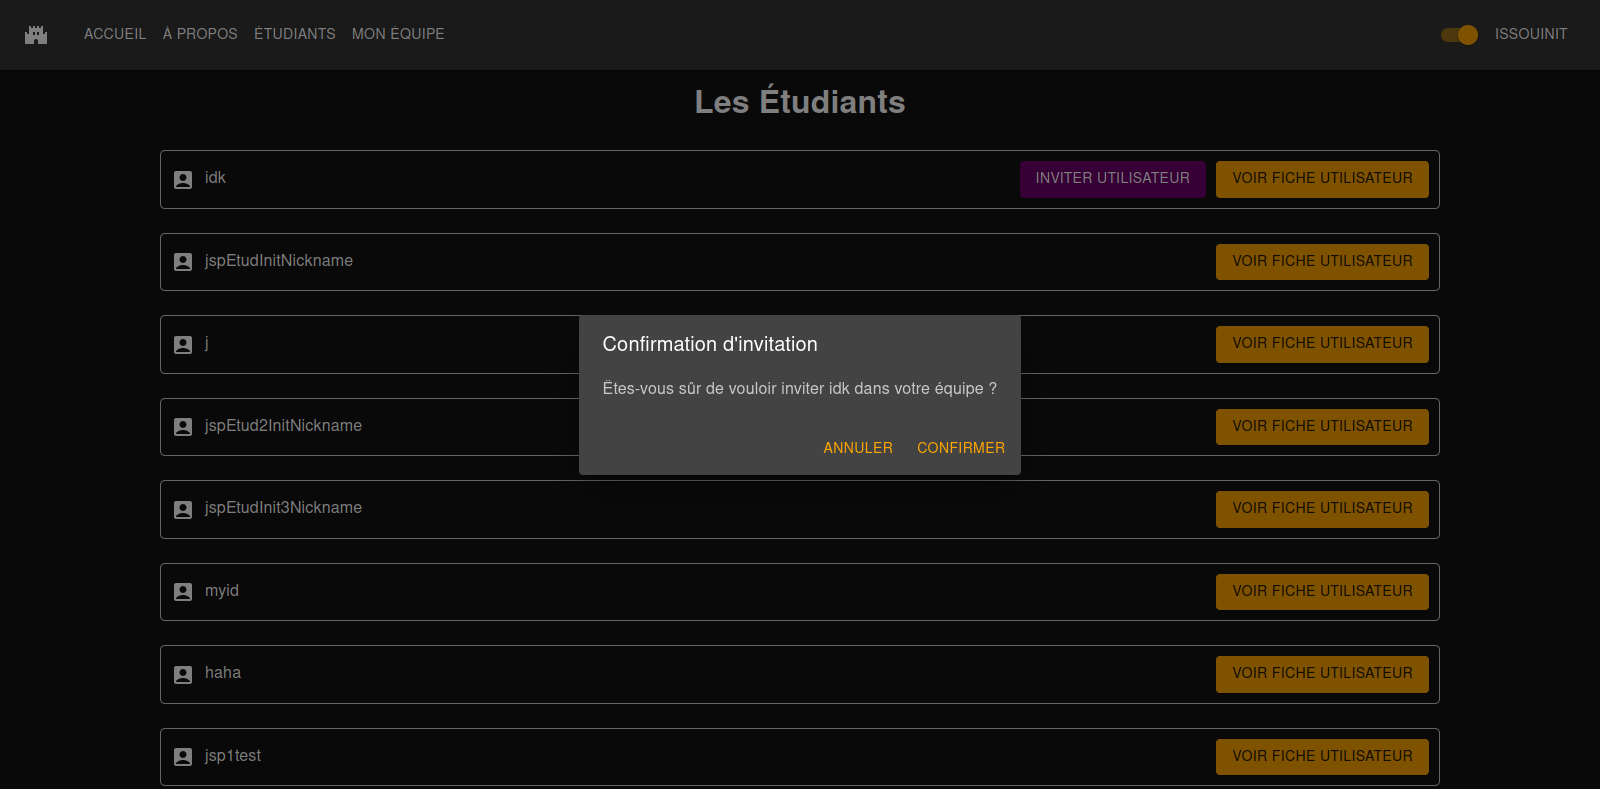 ACCUEIL À PROPOS ÉTUDIANTS MON ÉQUIPE ISSOUINIT
Les Étudiants
idk INVITER UTILISATEUR VOIR FICHE UTILISATEUR
jspEtudInitNickname VOIR FICHE UTILISATEUR
j VOIR FICHE UTILISATEUR
Confirmation d'invitation
Ëtes-vous sûr de vouloir inviter idk dans votre équipe ?
jspEtud2InitNickname VOIR FICHE UTILISATEUR
ANNULER CONFIRMER
jspEtudInit3Nickname VOIR FICHE UTILISATEUR
myid VOIR FICHE UTILISATEUR
haha VOIR FICHE UTILISATEUR
jsp1test VOIR FICHE UTILISATEUR